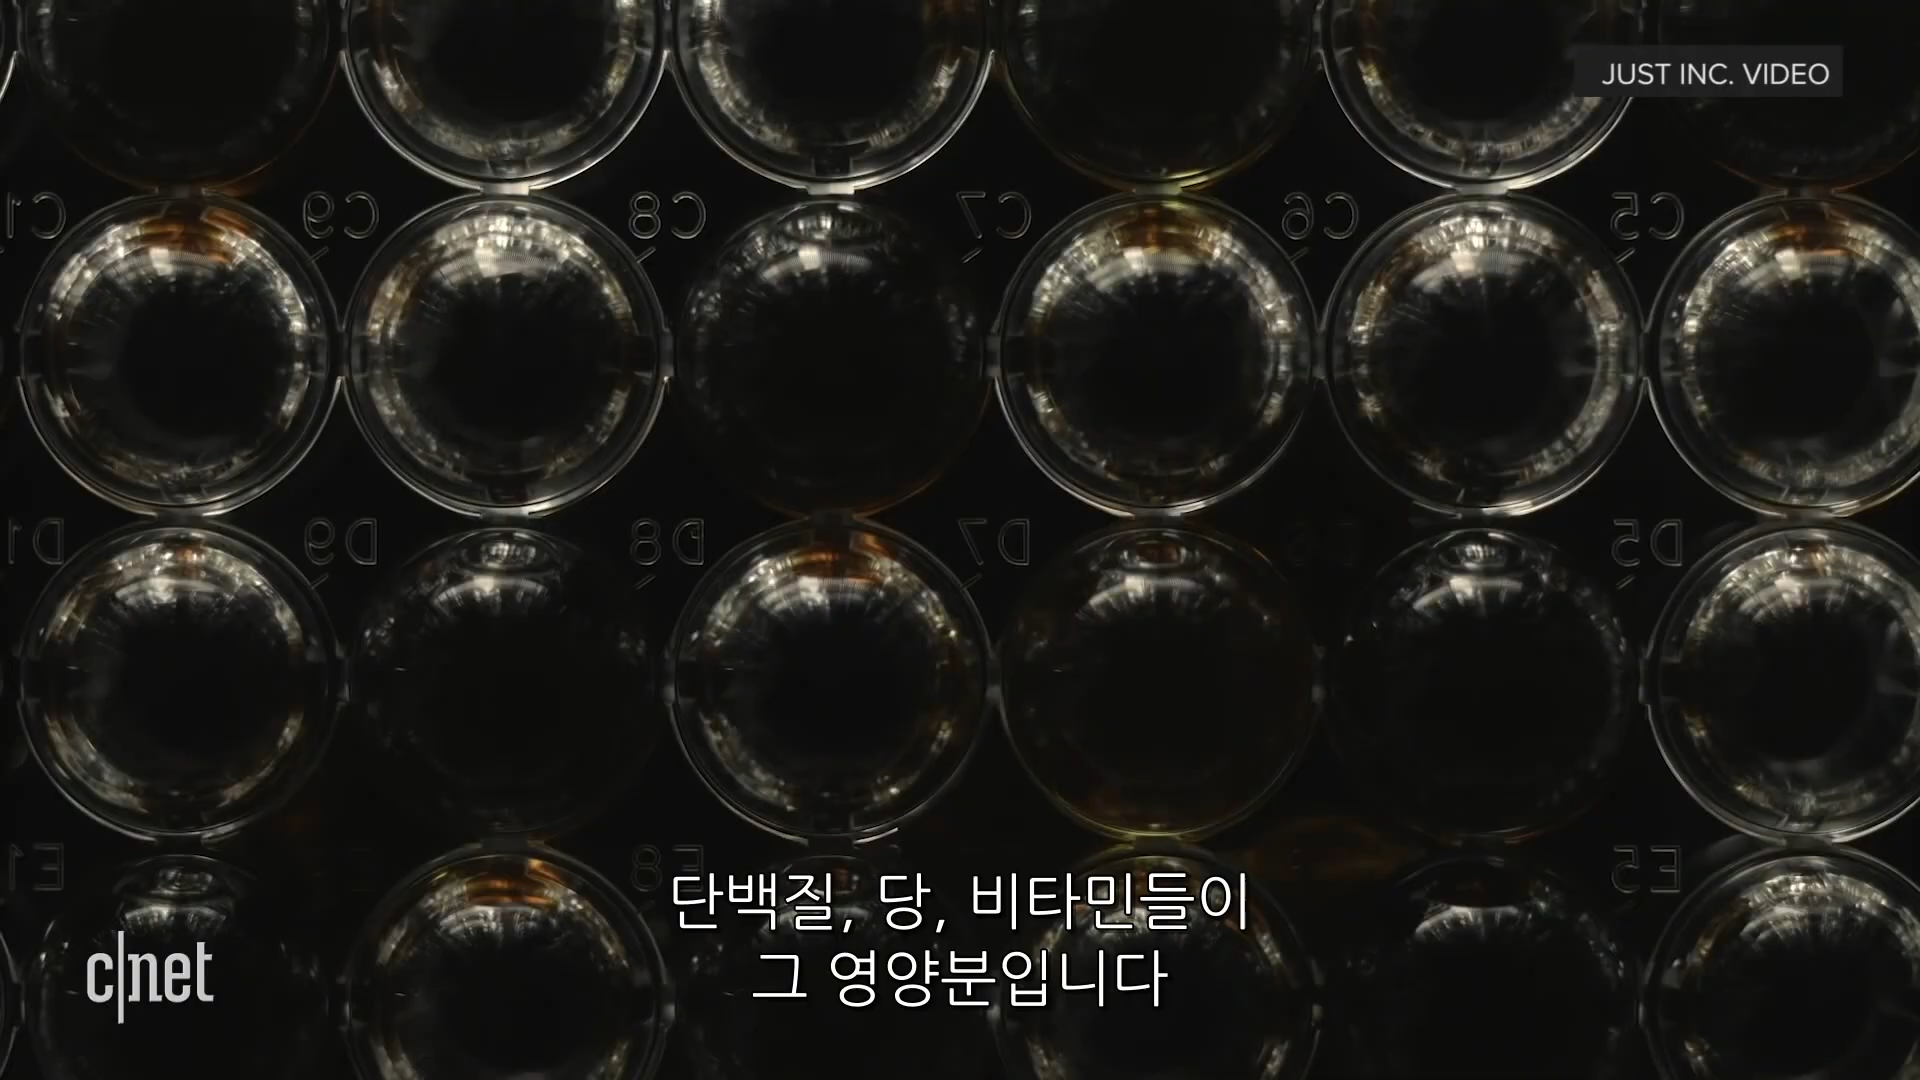 JUST INC. VIDEO
C9 C8 C7 C6 C5
D9 D8 D7 D5
E8 E5
단백질, 당, 비타민들이
그 영양분입니다
c|net